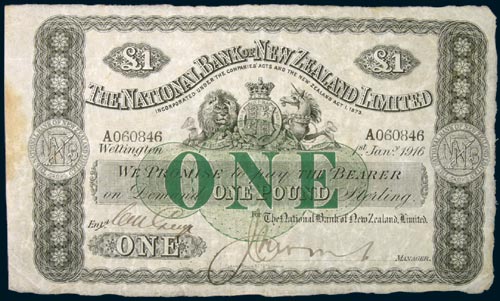 £1 £1
THE NATIONAL BANK OF NEW ZEALAND LIMITED
INCORPORATED UNDER THE COMPANIES' ACTS AND THE NEW ZEALAND ACT 1. 1873.
A060846 A060846
Wellington 1st Jany. 1916
WE PROMISE to pay THE BEARER
ONE
on Demand ONE POUND Sterling.
For The National Bank of New Zealand, Limited.
Entd.
ONE
MANAGER.